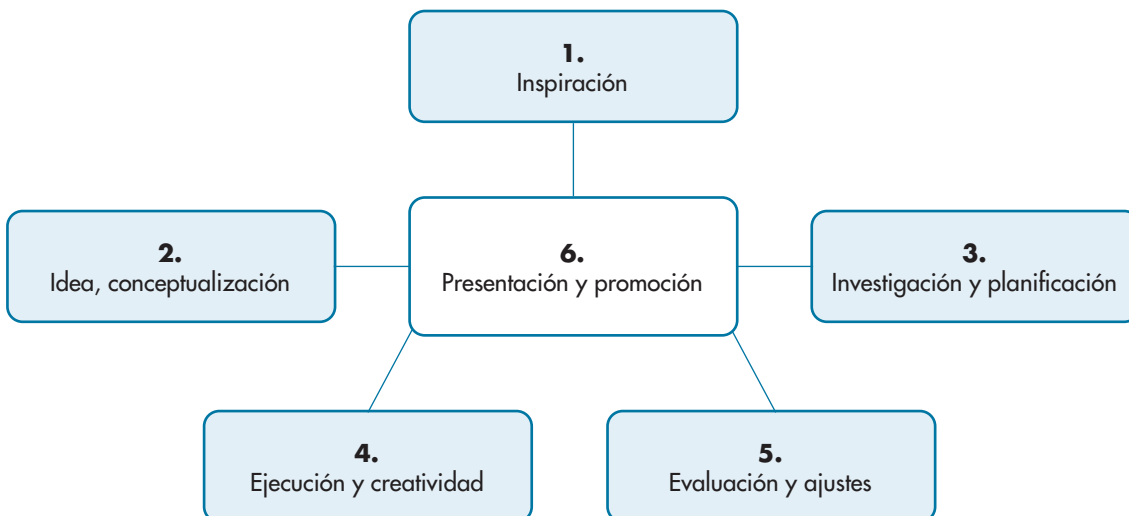 1.
Inspiración
2.
Idea, conceptualización
6.
Presentación y promoción
3.
Investigación y planificación
4.
Ejecución y creatividad
5.
Evaluación y ajustes